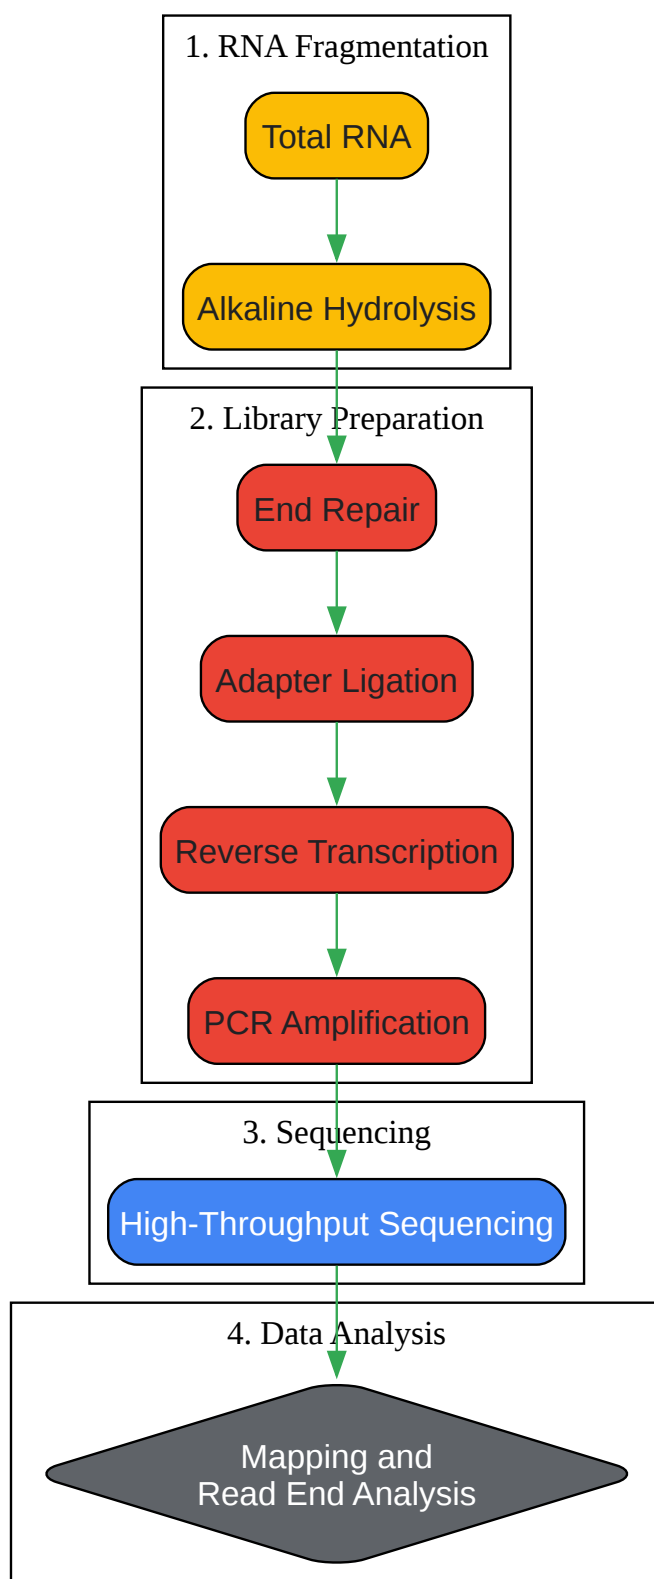 1. RNA Fragmentation
Total RNA
Alkaline Hydrolysis
2. Library Preparation
End Repair
Adapter Ligation
Reverse Transcription
PCR Amplification
3. Sequencing
High-Throughput Sequencing
4. Data Analysis
Mapping and
Read End Analysis